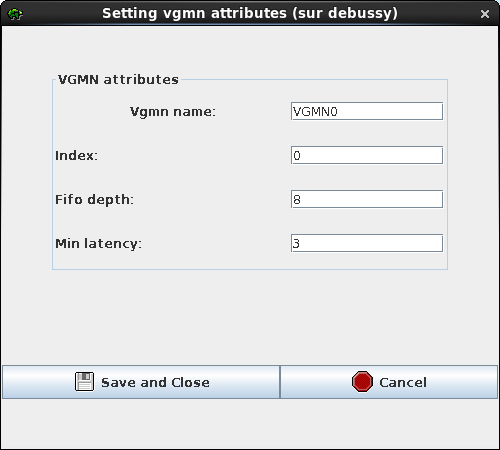 Setting vgmn attributes (sur debussy)
VGMN attributes
Vgmn name: VGMN0
Index: 0
Fifo depth: 8
Min latency: 3
Save and Close Cancel